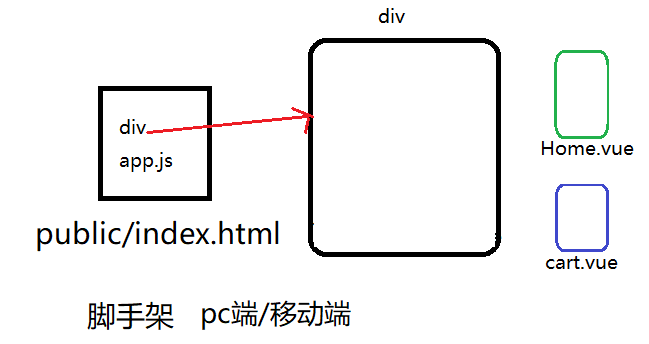 div
div
app.js
Home.vue
public/index.html
cart.vue
脚手架 pc端/移动端